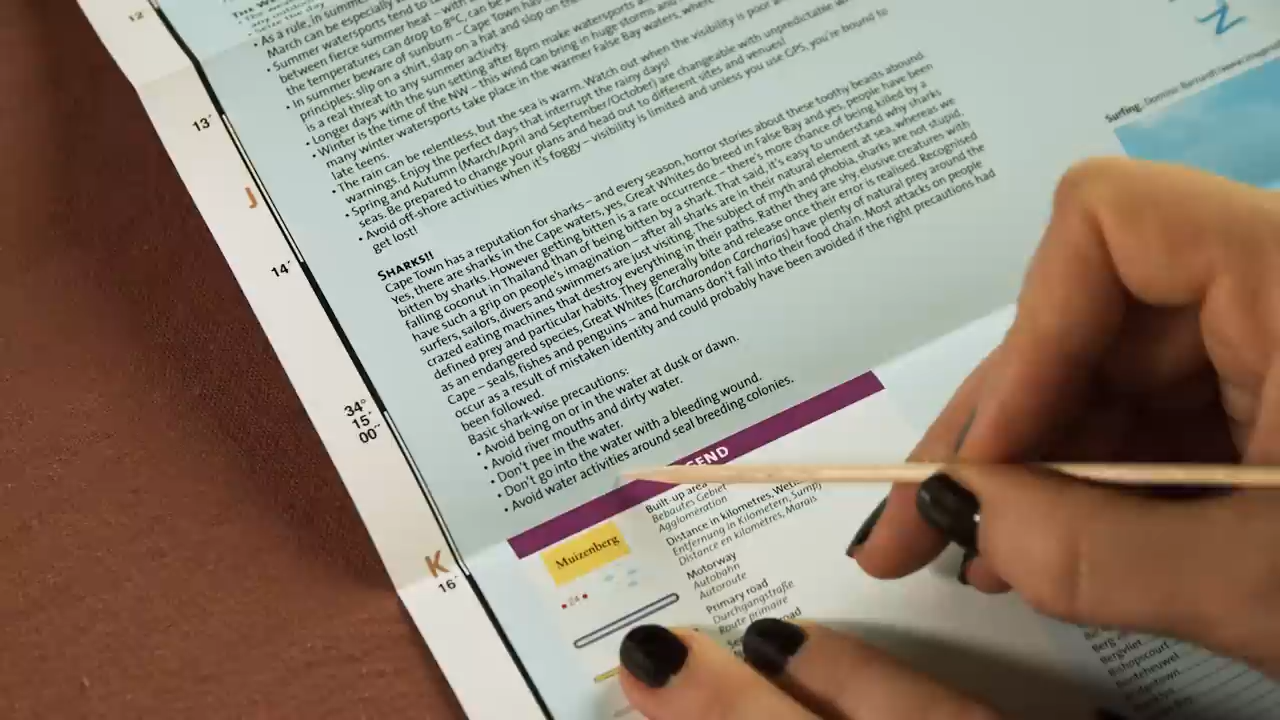 12
• As a rule, in summer
March can be especially
• Summer watersports tend to
between fierce summer heat – with
the temperatures can drop to 8°C, can be
• In summer beware of sunburn – Cape Town has
principles: slip on a shirt, slap on a hat and slop on the
is a real threat to any summer activity.
• Longer days with the sun setting after 8pm make watersports
• Winter is the time of the NW – this wind can bring in huge storms and
many winter watersports take place in the warmer False Bay waters, where
late teens.
• The rain can be relentless, but the sea is warm. Watch out when the visibility is poor
warnings. Enjoy the perfect days that interrupt the rainy days!
• Spring and Autumn (March/April and September/October) are changeable with unpredictable
seas. Be prepared to change your plans and head out to different sites and venues!
• Avoid off-shore activities when it's foggy – visibility is limited and unless you use GPS, you're bound to
get lost!
13´
J
14´
SHARKS!!
Cape Town has a reputation for sharks – and every season, horror stories about these toothy beasts abound.
Yes, there are sharks in the Cape waters, yes, Great Whites do breed in False Bay and yes, people have been
bitten by sharks. However getting bitten is a rare occurrence – there's more chance of being killed by a
falling coconut in Thailand than of being bitten by a shark. That said, it's easy to understand why sharks
have such a grip on people's imagination – after all sharks are in their natural element at sea, whereas we
surfers, sailors, divers and swimmers are just visiting. The subject of myth and phobia, sharks are not stupid,
crazed eating machines that destroy everything in their paths. Rather they are shy, elusive creatures with
defined prey and particular habits. They generally bite and release once their error is realised. Recognised
as an endangered species, Great Whites (Carcharondon Carcharias) have plenty of natural prey around the
Cape – seals, fishes and penguins – and humans don't fall into their food chain. Most attacks on people
occur as a result of mistaken identity and could probably have been avoided if the right precautions had
been followed.
Basic shark-wise precautions:
• Avoid being on or in the water at dusk or dawn.
• Avoid river mouths and dirty water.
• Don't pee in the water.
• Don't go into the water with a bleeding wound.
• Avoid water activities around seal breeding colonies.
34°
15´
00˝
K
16´
Muizenberg
Built-up area
Bebautes Gebiet
Agglomération
24
Distance in kilometres,
Entfernung in Kilometern, Sumpf
Distance en kilomètres, Marais
Motorway
Autobahn
Autoroute
Primary road
Durchgangstraße
Route primaire
Surfing,
N
Bergvliet
Bishopscourt